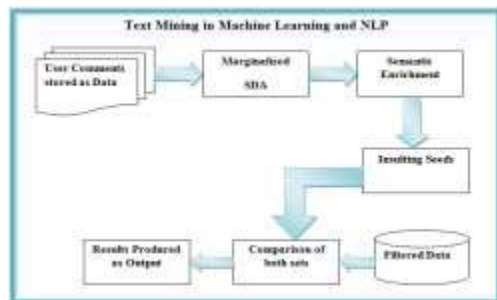 Text Mining in Machine Learning and NLP
User Comments
stored as Data
Marginalized
SDA
Semantic
Enrichment
Insulting Seeds
Results Produced
as Output
Comparison of
both sets
Filtered Data